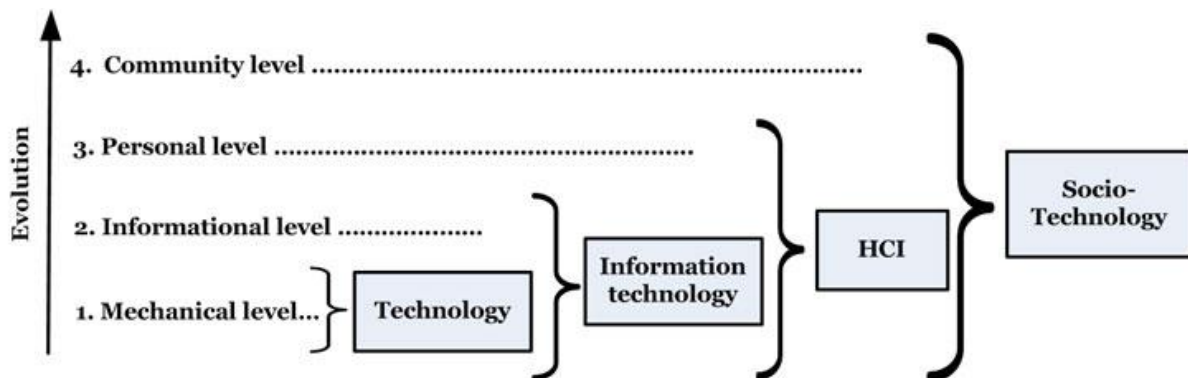 4. Community level ........................................................................
3. Personal level .......................................................
2. Informational level ...................
1. Mechanical level...
Technology
Information
technology
HCI
Socio-
Technology
Evolution